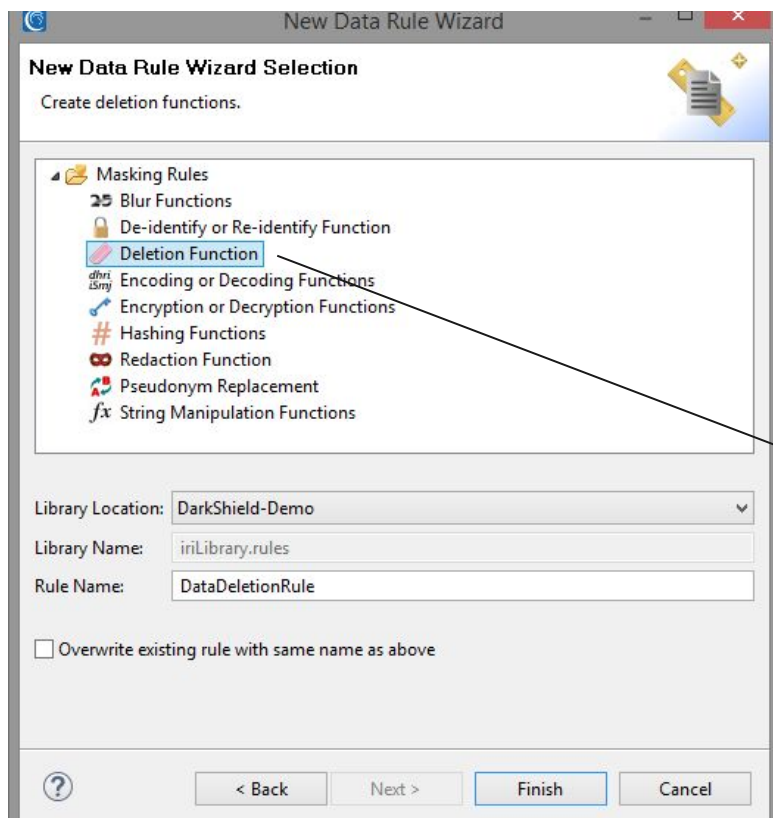 New Data Rule Wizard
New Data Rule Wizard Selection
Create deletion functions.
Masking Rules
Blur Functions
De-identify or Re-identify Function
Deletion Function
dhri
iSmj
Encoding or Decoding Functions
Encryption or Decryption Functions
# Hashing Functions
Redaction Function
Pseudonym Replacement
fx String Manipulation Functions
Library Location: DarkShield-Demo
Library Name: iriLibrary.rules
Rule Name: DataDeletionRule
Overwrite existing rule with same name as above
? < Back Next > Finish Cancel